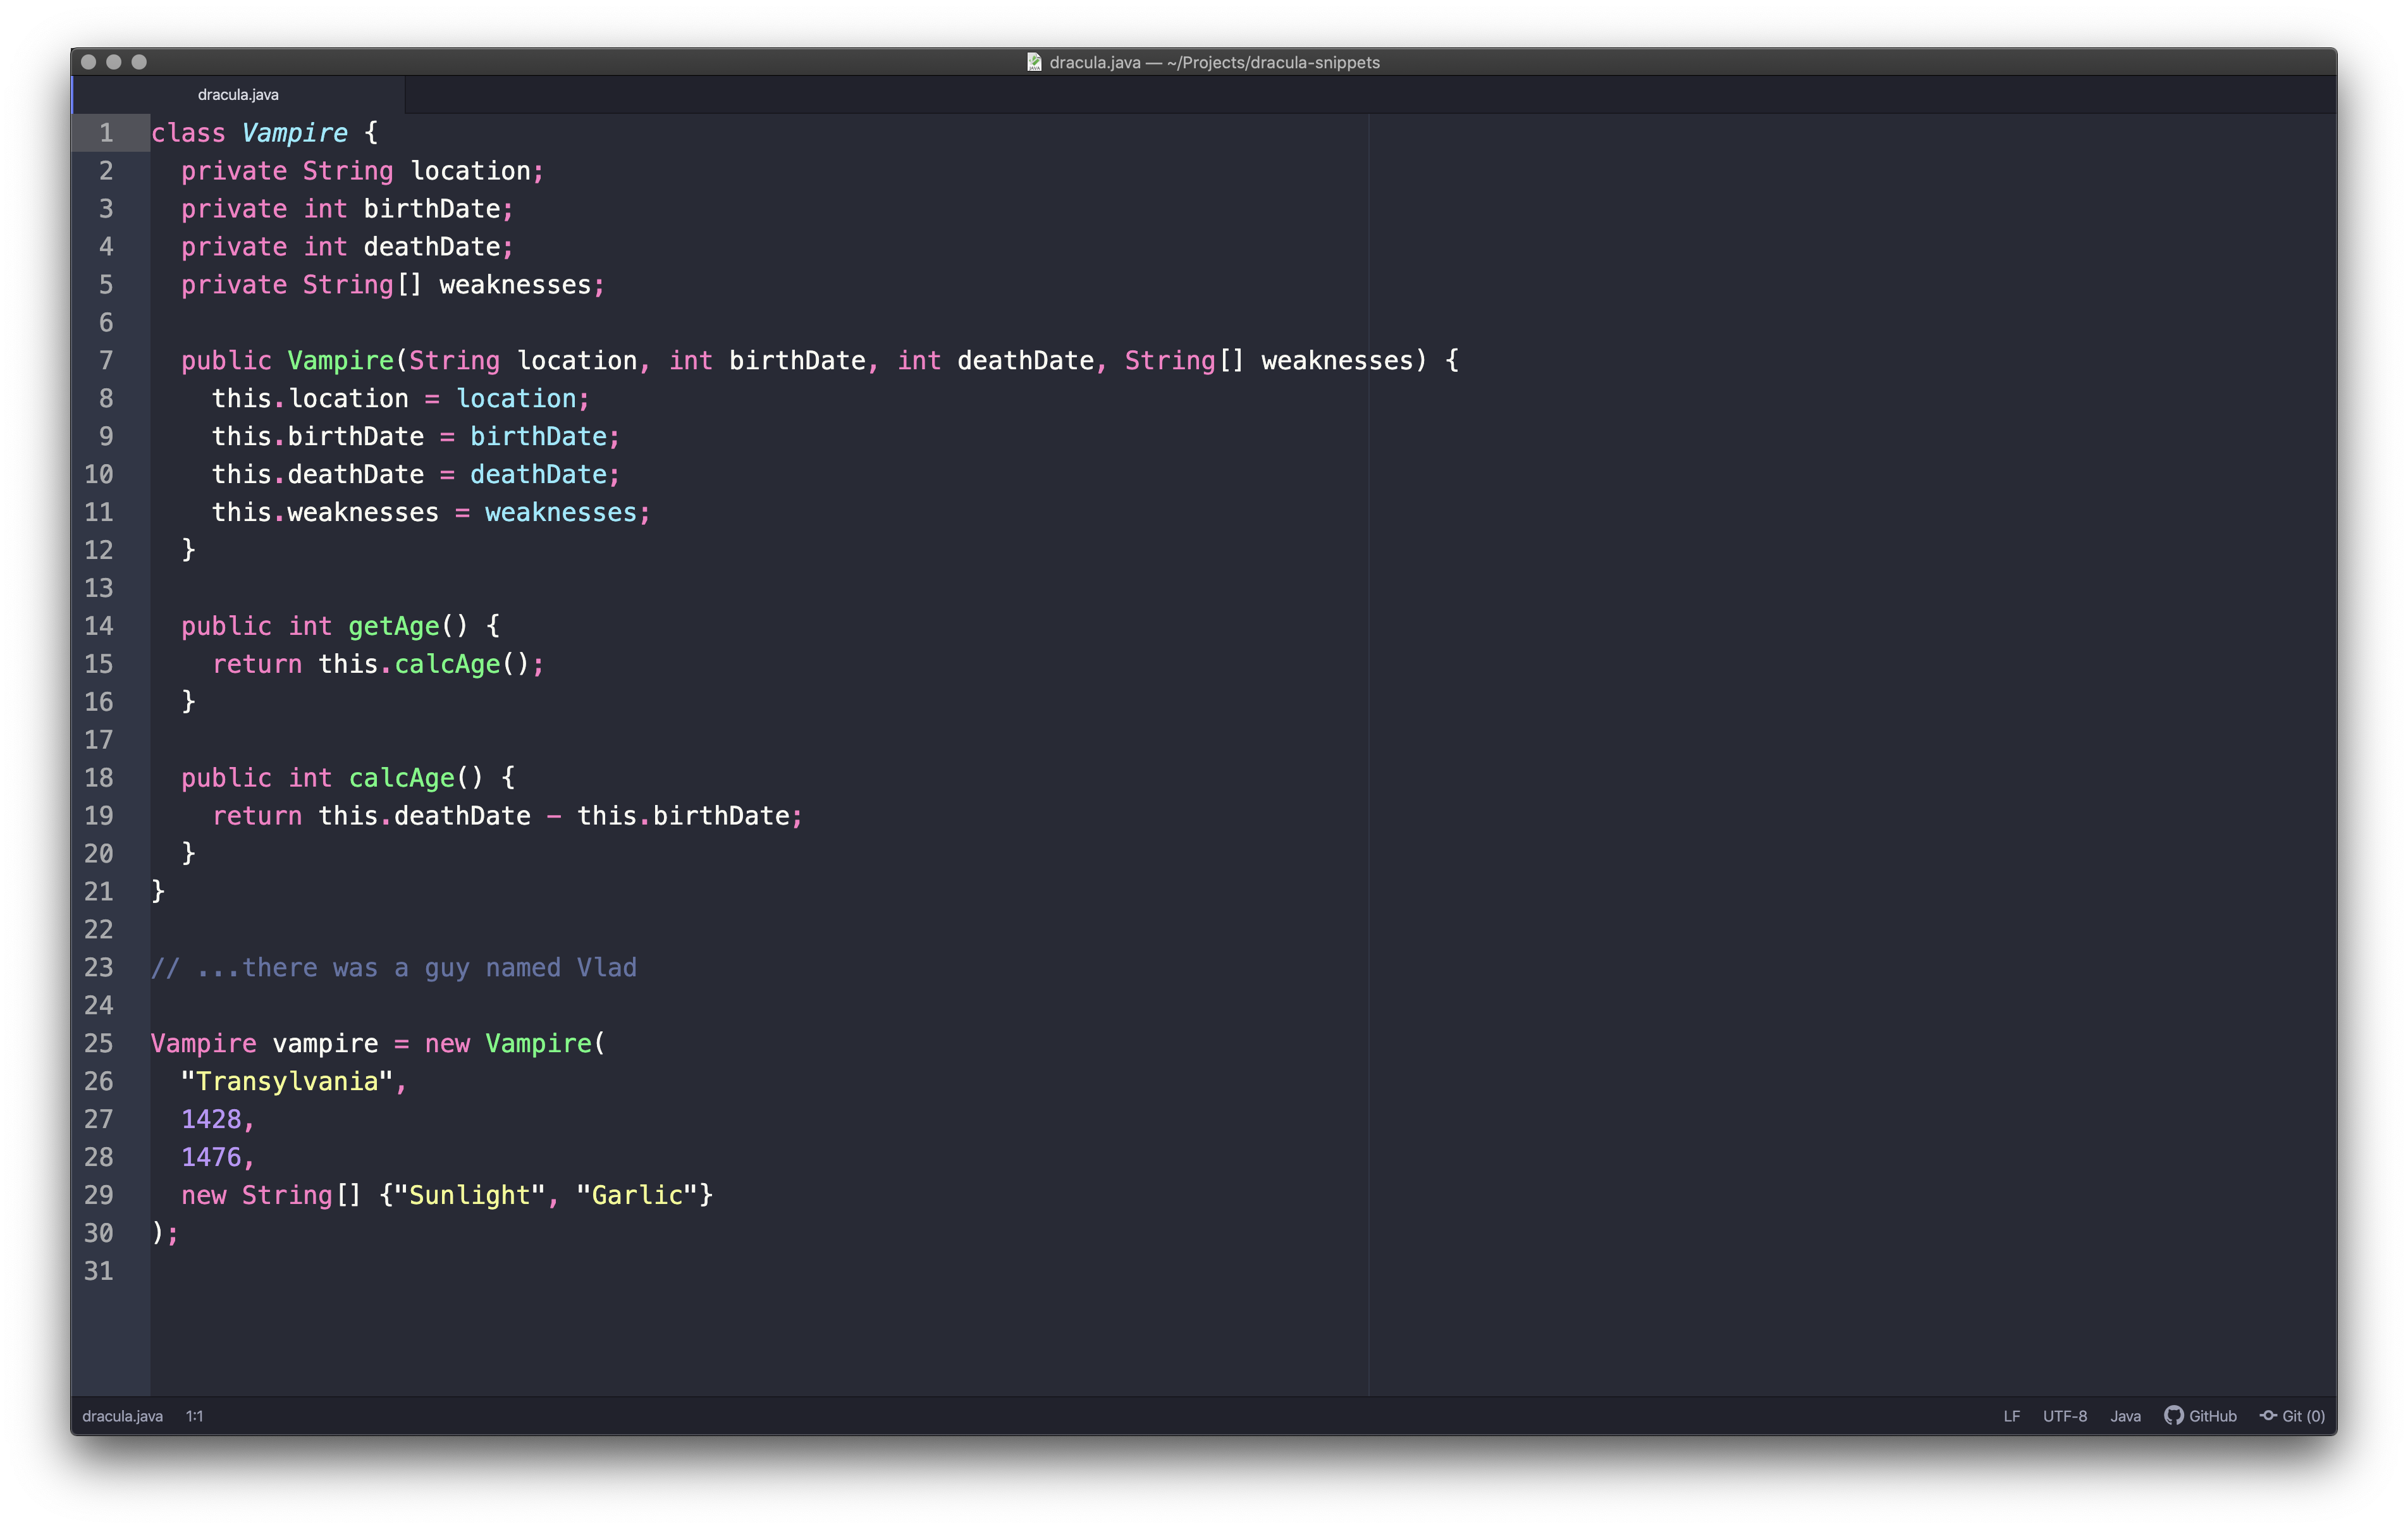 dracula.java — ~/Projects/dracula-snippets
dracula.java
1 class Vampire {
2   private String location;
3   private int birthDate;
4   private int deathDate;
5   private String[] weaknesses;
6
7   public Vampire(String location, int birthDate, int deathDate, String[] weaknesses) {
8     this.location = location;
9     this.birthDate = birthDate;
10     this.deathDate = deathDate;
11     this.weaknesses = weaknesses;
12   }
13
14   public int getAge() {
15     return this.calcAge();
16   }
17
18   public int calcAge() {
19     return this.deathDate - this.birthDate;
20   }
21 }
22
23 // ...there was a guy named Vlad
24
25 Vampire vampire = new Vampire(
26   "Transylvania",
27   1428,
28   1476,
29   new String[] {"Sunlight", "Garlic"}
30 );
31
dracula.java 1:1 LF UTF-8 Java GitHub Git (0)